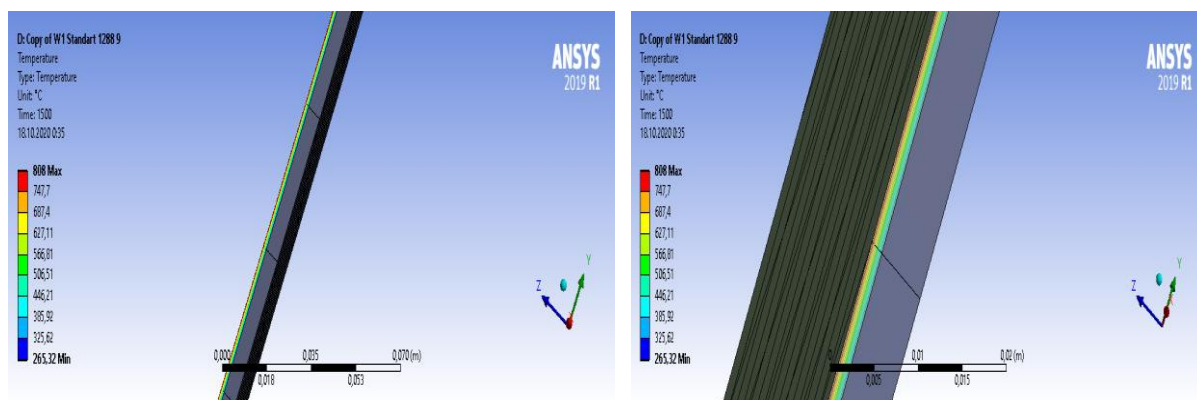 D: Copy of W1 Standart 1288 9
Temperature
Type: Temperature
Unit: °C
Time: 1500
18.10.2020 0:35
808 Max
747,7
687,4
627,11
566,81
506,51
446,21
385,92
325,62
265,32 Min
ANSYS
2019 R1
Y
Z
0,000
0,035
0,070 (m)
0,018
0,053
D: Copy of W1 Standart 1288 9
Temperature
Type: Temperature
Unit: °C
Time: 1500
18.10.2020 0:35
808 Max
747,7
687,4
627,11
566,81
506,51
446,21
385,92
325,62
265,32 Min
ANSYS
2019 R1
Y
Z
0
0,01
0,02 (m)
0,005
0,015